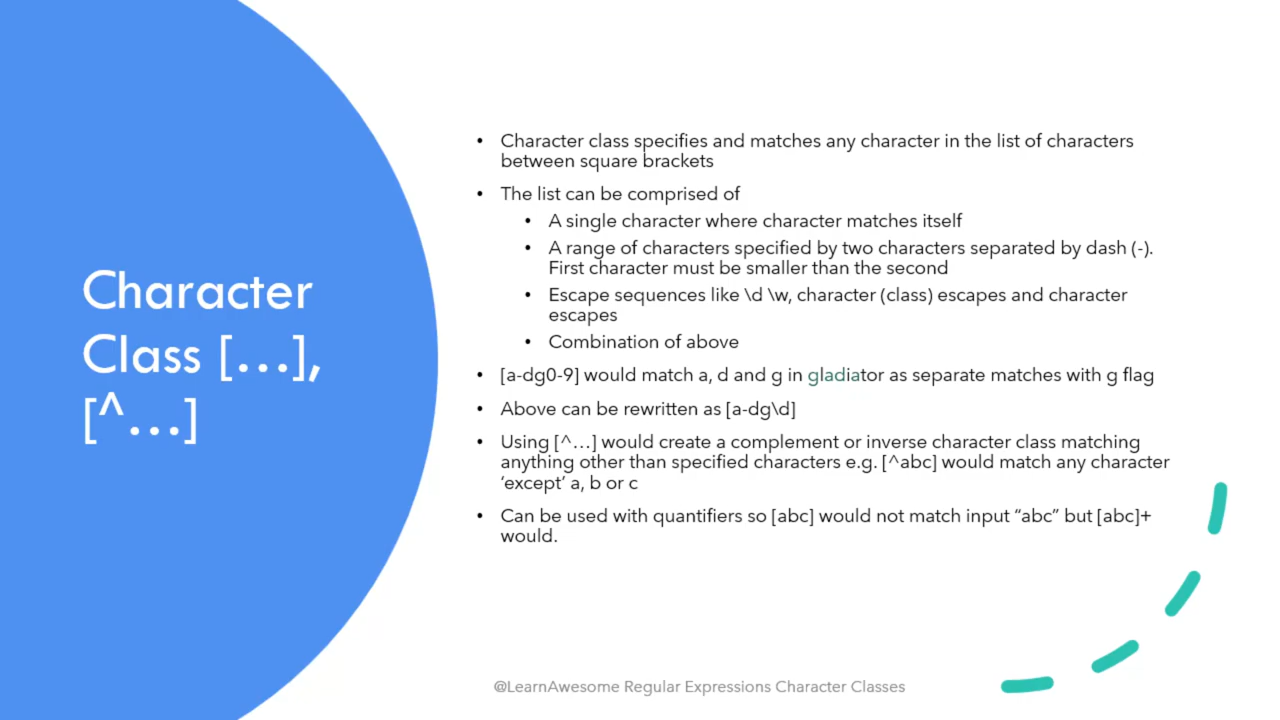 Character
Class […],
[^…]
• Character class specifies and matches any character in the list of characters
between square brackets
• The list can be comprised of
• A single character where character matches itself
• A range of characters specified by two characters separated by dash (-).
First character must be smaller than the second
• Escape sequences like \d \w, character (class) escapes and character
escapes
• Combination of above
• [a-dg0-9] would match a, d and g in gladiator as separate matches with g flag
• Above can be rewritten as [a-dg\d]
• Using [^…] would create a complement or inverse character class matching
anything other than specified characters e.g. [^abc] would match any character
‘except’ a, b or c
• Can be used with quantifiers so [abc] would not match input “abc” but [abc]+
would.
@LearnAwesome Regular Expressions Character Classes